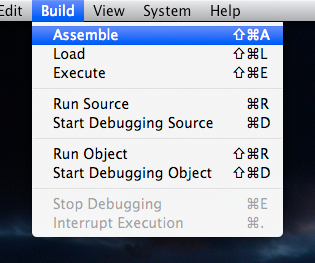 Edit Build View System Help
Assemble ⇧⌘A
Load ⇧⌘L
Execute ⇧⌘E
Run Source ⌘R
Start Debugging Source ⌘D
Run Object ⇧⌘R
Start Debugging Object ⇧⌘D
Stop Debugging ⌘E
Interrupt Execution ⌘.